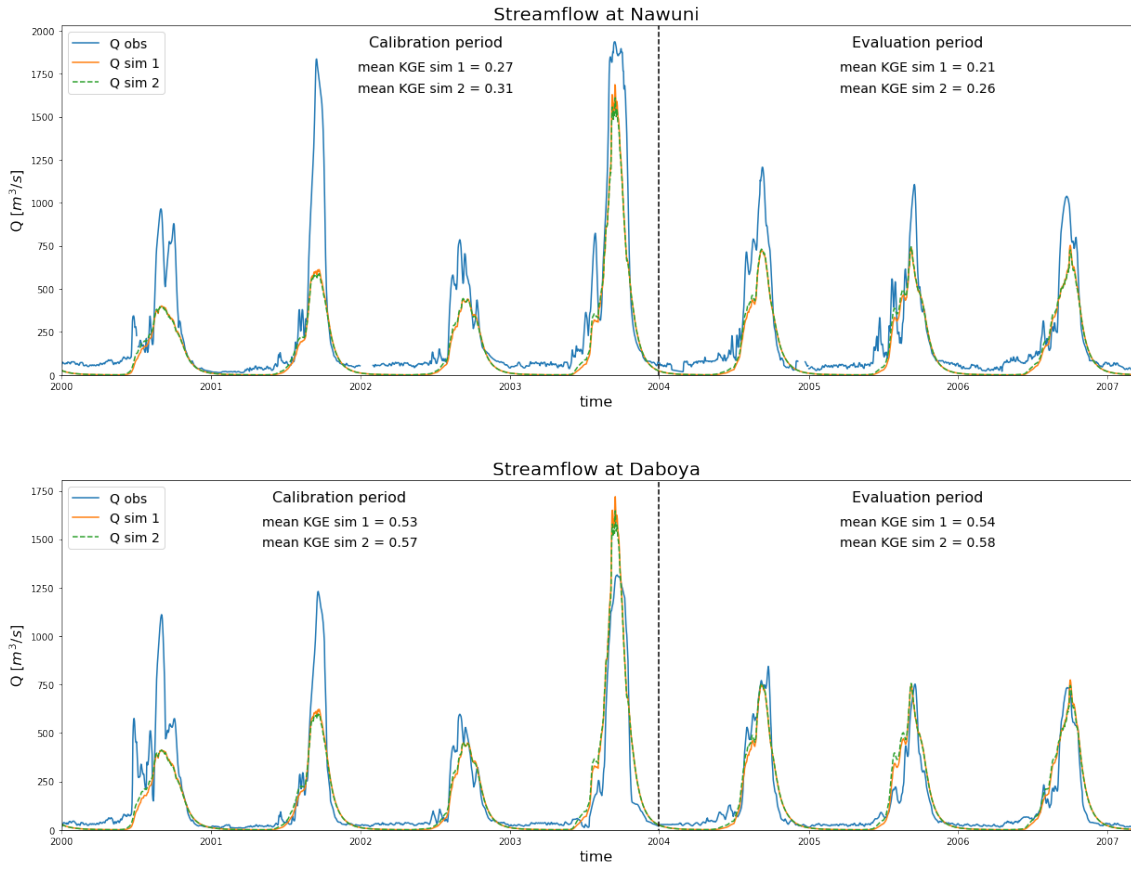 Streamflow at Nawuni
Q obs
Q sim 1
Q sim 2
Calibration period
mean KGE sim 1 = 0.27
mean KGE sim 2 = 0.31
Evaluation period
mean KGE sim 1 = 0.21
mean KGE sim 2 = 0.26
2000
1750
1500
1250
1000
750
500
250
0
Q [m³/s]
2000 2001 2002 2003 2004 2005 2006 2007
time
Streamflow at Daboya
Q obs
Q sim 1
Q sim 2
Calibration period
mean KGE sim 1 = 0.53
mean KGE sim 2 = 0.57
Evaluation period
mean KGE sim 1 = 0.54
mean KGE sim 2 = 0.58
1750
1500
1250
1000
750
500
250
0
Q [m³/s]
2000 2001 2002 2003 2004 2005 2006 2007
time